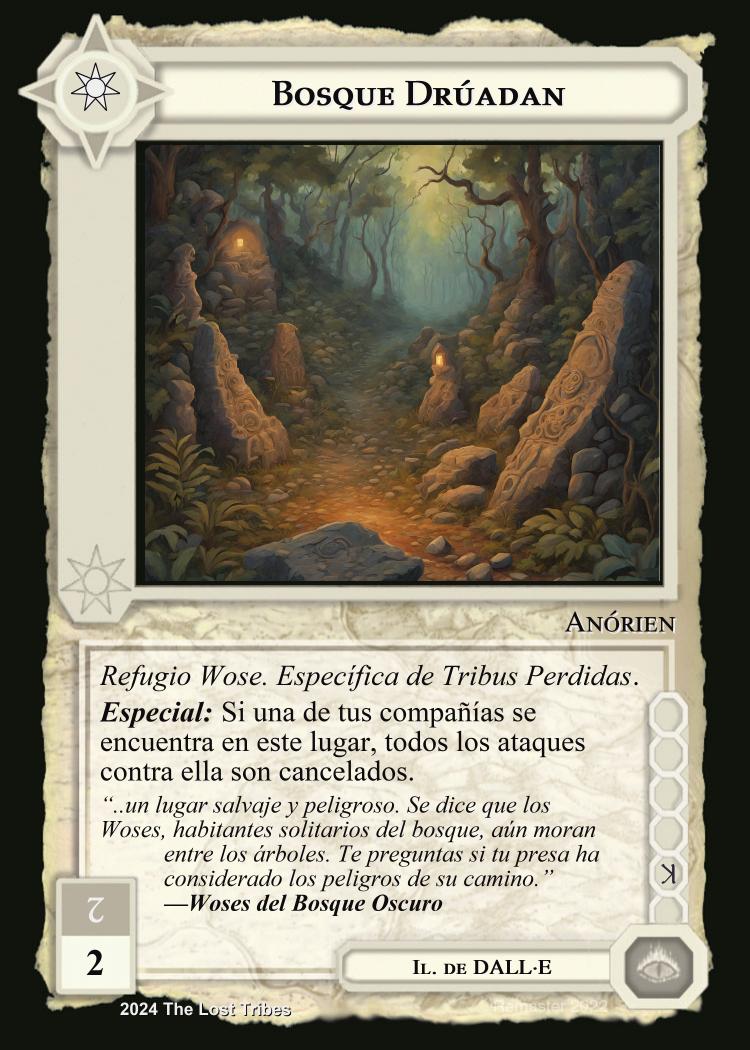 Bosque Drúadan
Anórien
Refugio Wose. Específica de Tribus Perdidas.
Especial: Si una de tus compañías se
encuentra en este lugar, todos los ataques
contra ella son cancelados.
“..un lugar salvaje y peligroso. Se dice que los
Woses, habitantes solitarios del bosque, aún moran
entre los árboles. Te preguntas si tu presa ha
considerado los peligros de su camino.”
—Woses del Bosque Oscuro
2
2
Il. de DALL·E
2024 The Lost Tribes
Remaster 2022